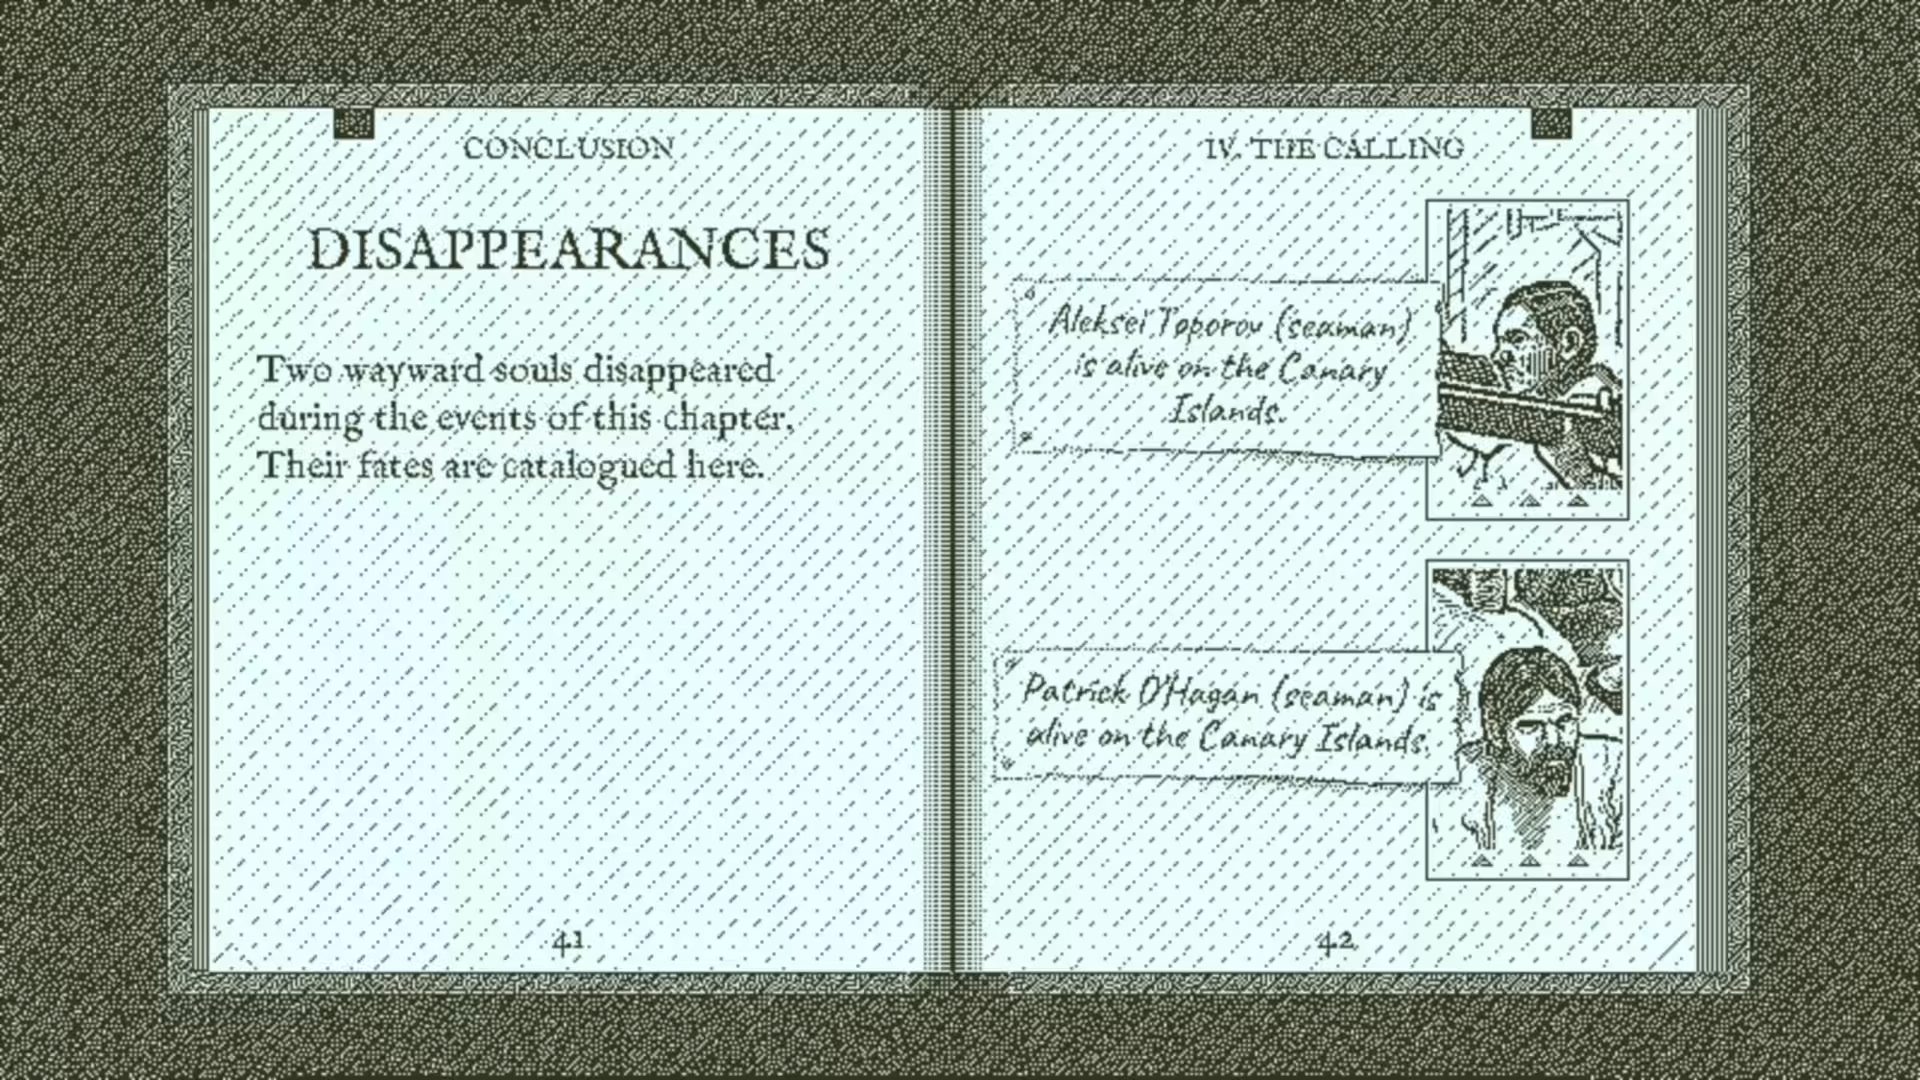 CONCLUSION
DISAPPEARANCES
Two wayward souls disappeared
during the events of this chapter.
Their fates are catalogued here.
41
IV. THE CALLING
Aleksei Toporov (seaman)
is alive on the Canary
Islands.
Patrick O'Hagan (seaman) is
alive on the Canary Islands.
42